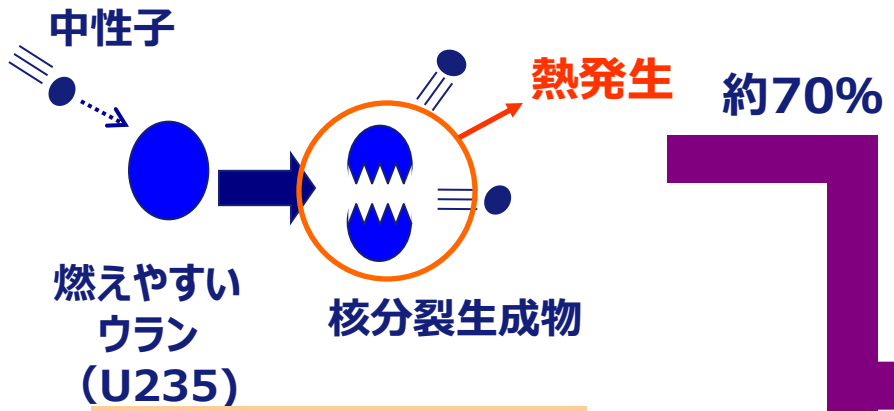 中性子
熱発生
約70%
燃えやすい
ウラン
（U235)
核分裂生成物